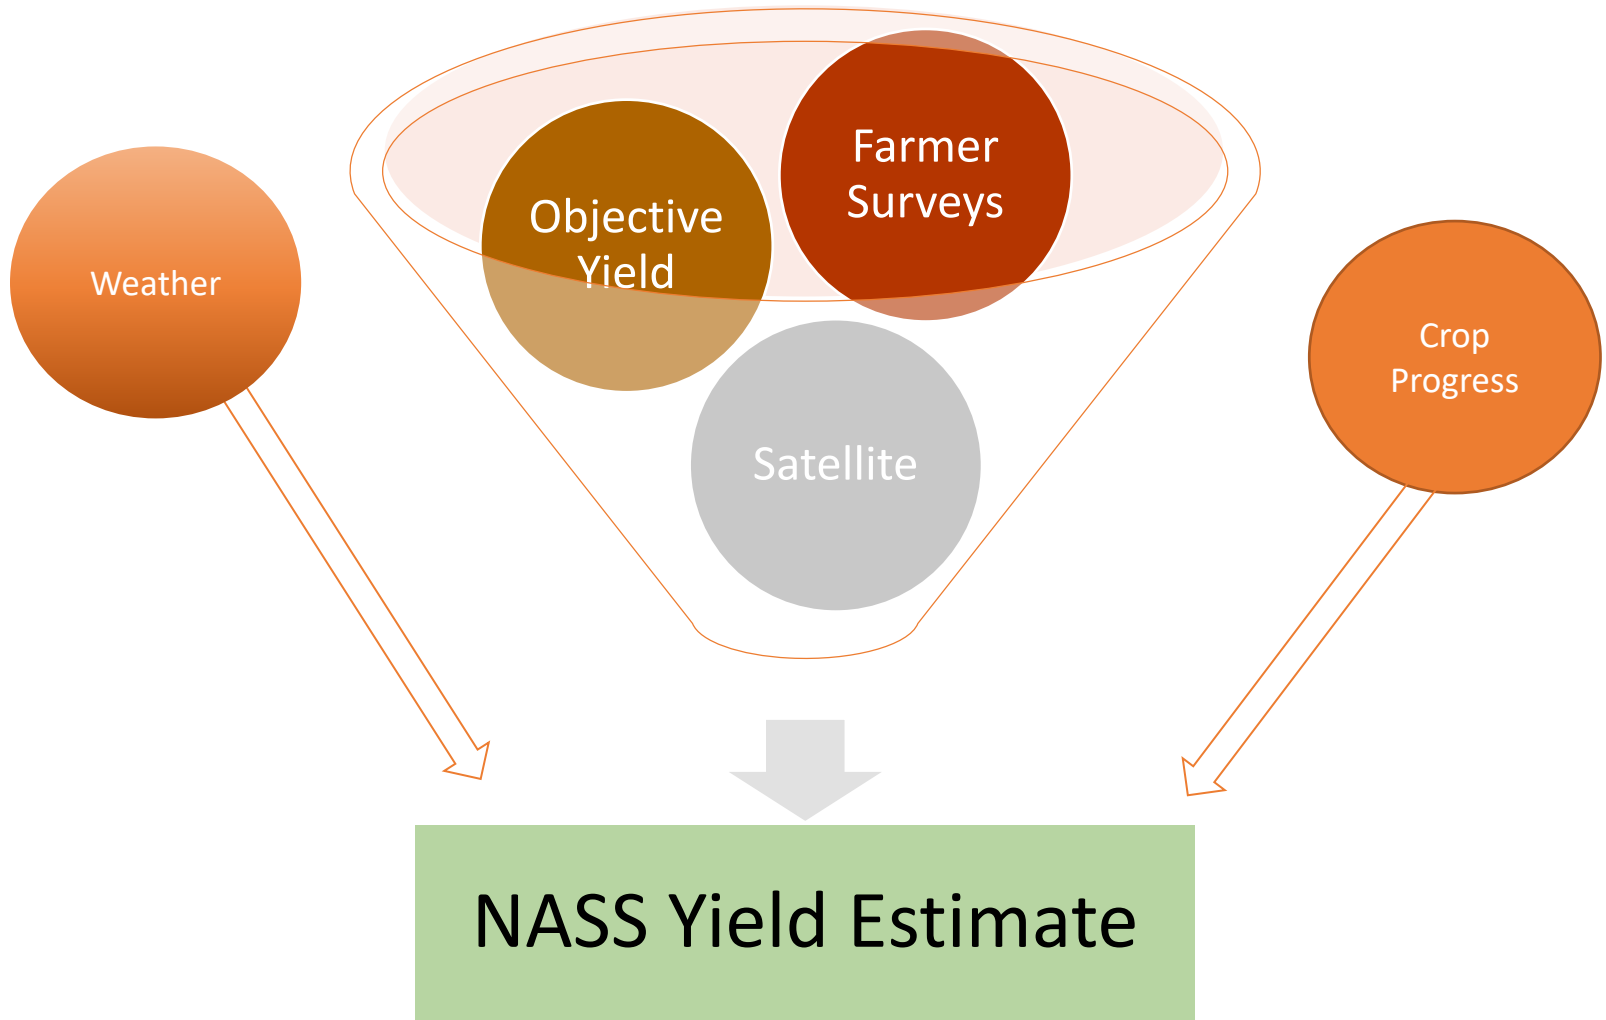 Farmer
Surveys
Objective
Yield
Weather
Crop
Progress
Satellite
NASS Yield Estimate